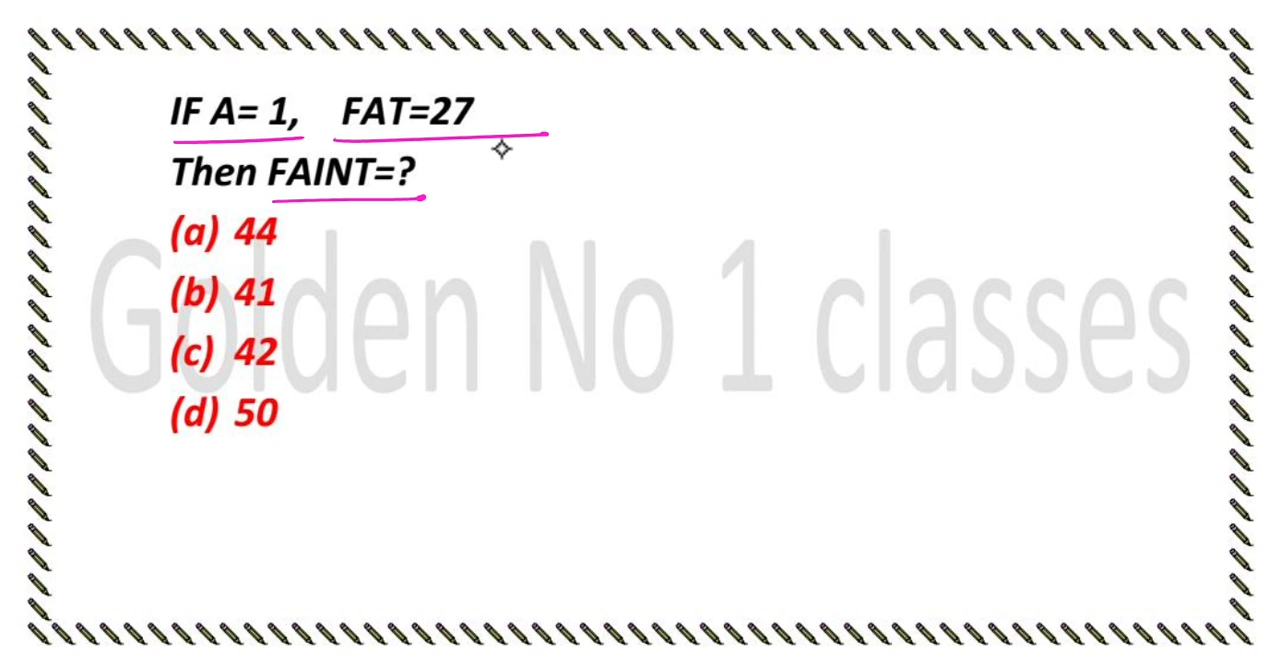 IF A= 1, FAT=27
Then FAINT=?
(a) 44
(b) 41
(c) 42
(d) 50
Golden No 1 classes